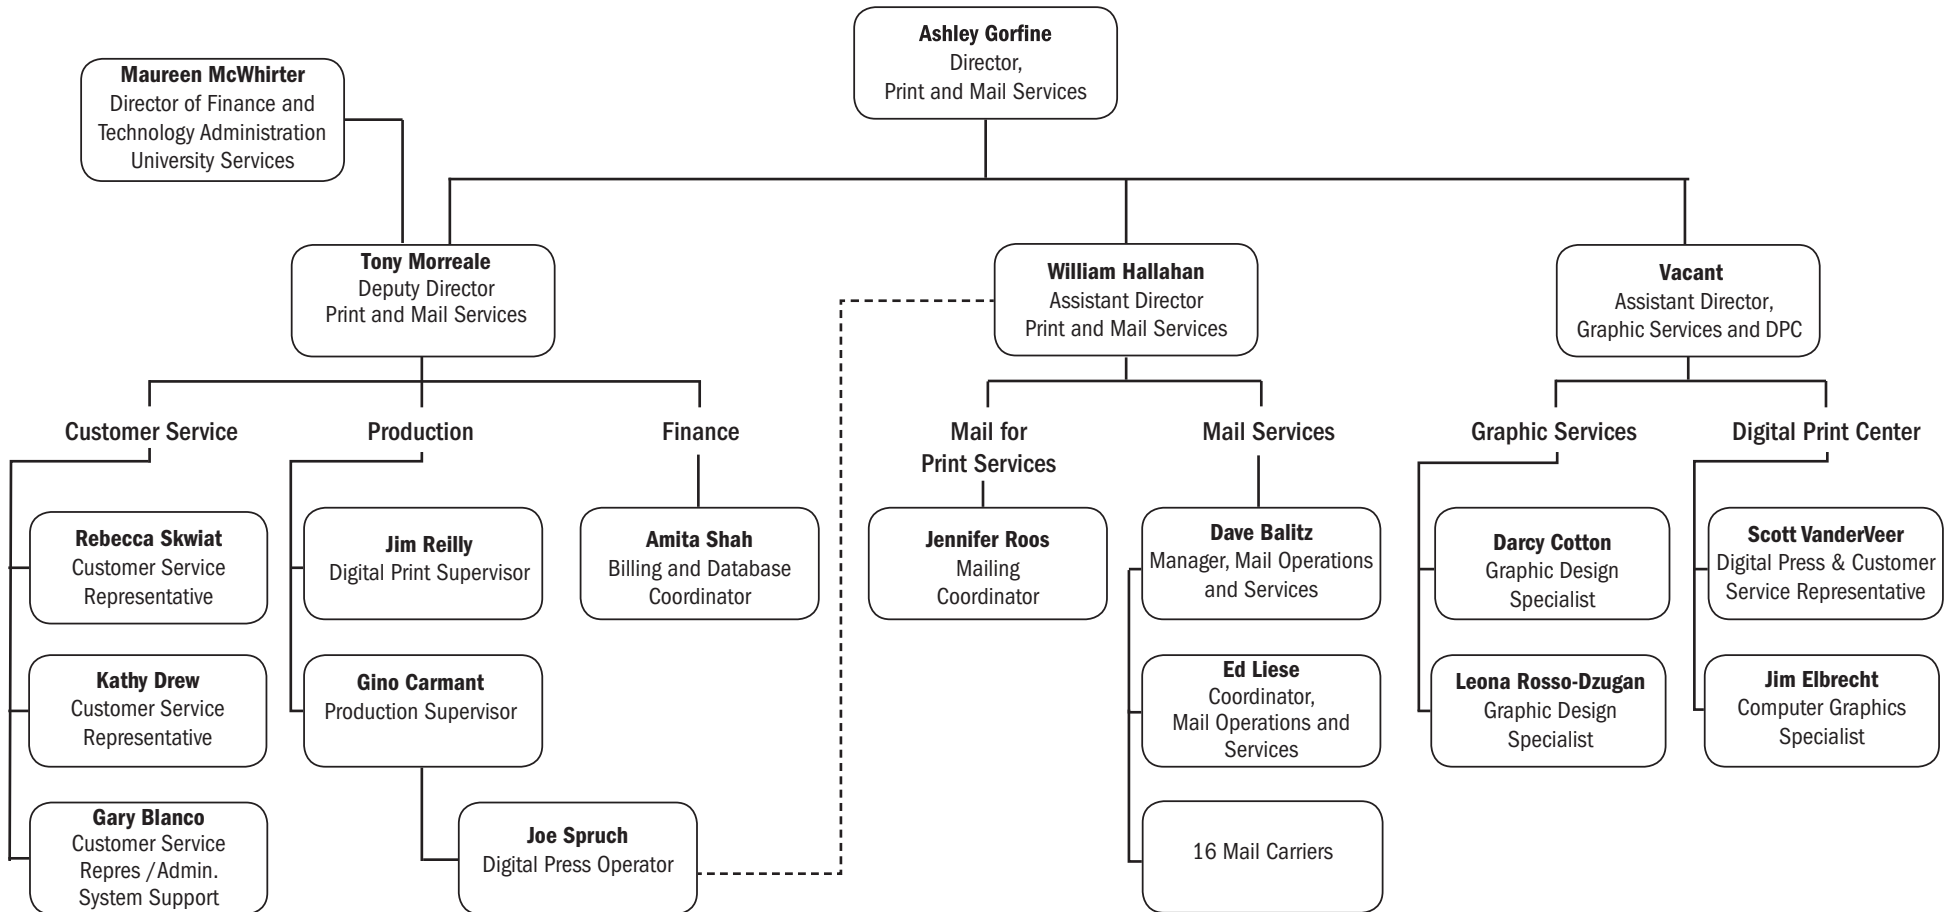 Ashley Gorfine
Director,
Print and Mail Services
Maureen McWhirter
Director of Finance and
Technology Administration
University Services
Tony Morreale
Deputy Director
Print and Mail Services
William Hallahan
Assistant Director
Print and Mail Services
Vacant
Assistant Director,
Graphic Services and DPC
Customer Service
Production
Finance
Mail for
Print Services
Mail Services
Graphic Services
Digital Print Center
Rebecca Skwiat
Customer Service
Representative
Jim Reilly
Digital Print Supervisor
Amita Shah
Billing and Database
Coordinator
Jennifer Roos
Mailing
Coordinator
Dave Balitz
Manager, Mail Operations
and Services
Darcy Cotton
Graphic Design
Specialist
Scott VanderVeer
Digital Press & Customer
Service Representative
Kathy Drew
Customer Service
Representative
Gino Carmant
Production Supervisor
Ed Liese
Coordinator,
Mail Operations and
Services
Leona Rosso-Dzugan
Graphic Design
Specialist
Jim Elbrecht
Computer Graphics
Specialist
Gary Blanco
Customer Service
Repres /Admin.
System Support
Joe Spruch
Digital Press Operator
16 Mail Carriers